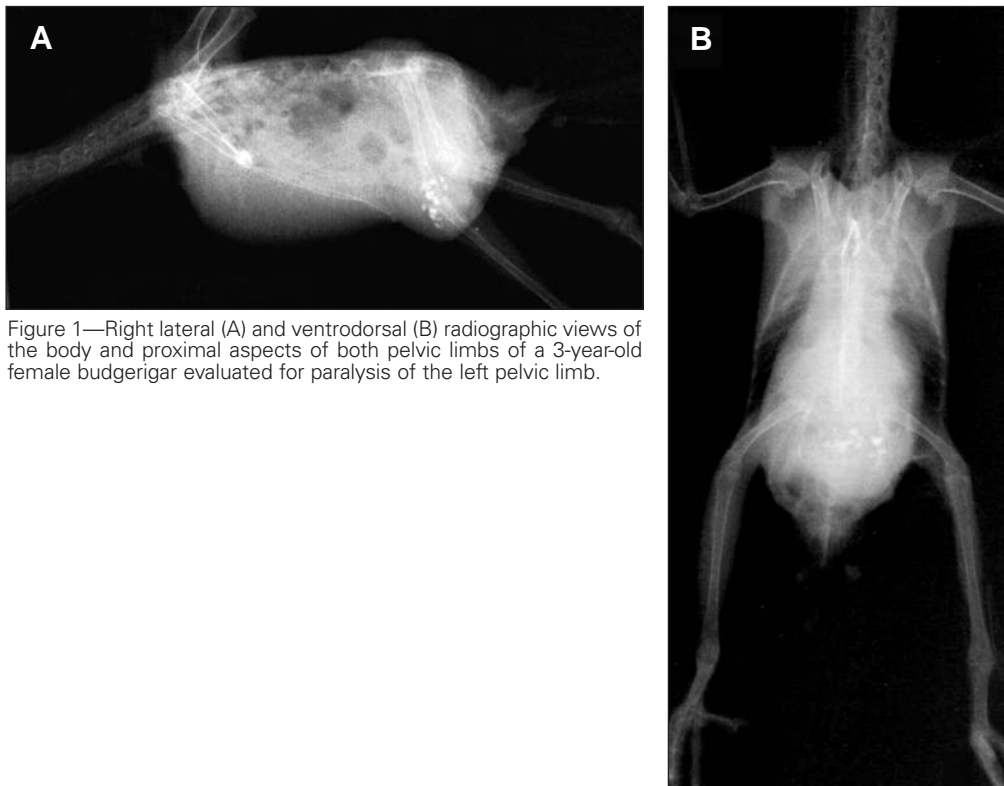 A
B
Figure 1—Right lateral (A) and ventrodorsal (B) radiographic views of
the body and proximal aspects of both pelvic limbs of a 3-year-old
female budgerigar evaluated for paralysis of the left pelvic limb.